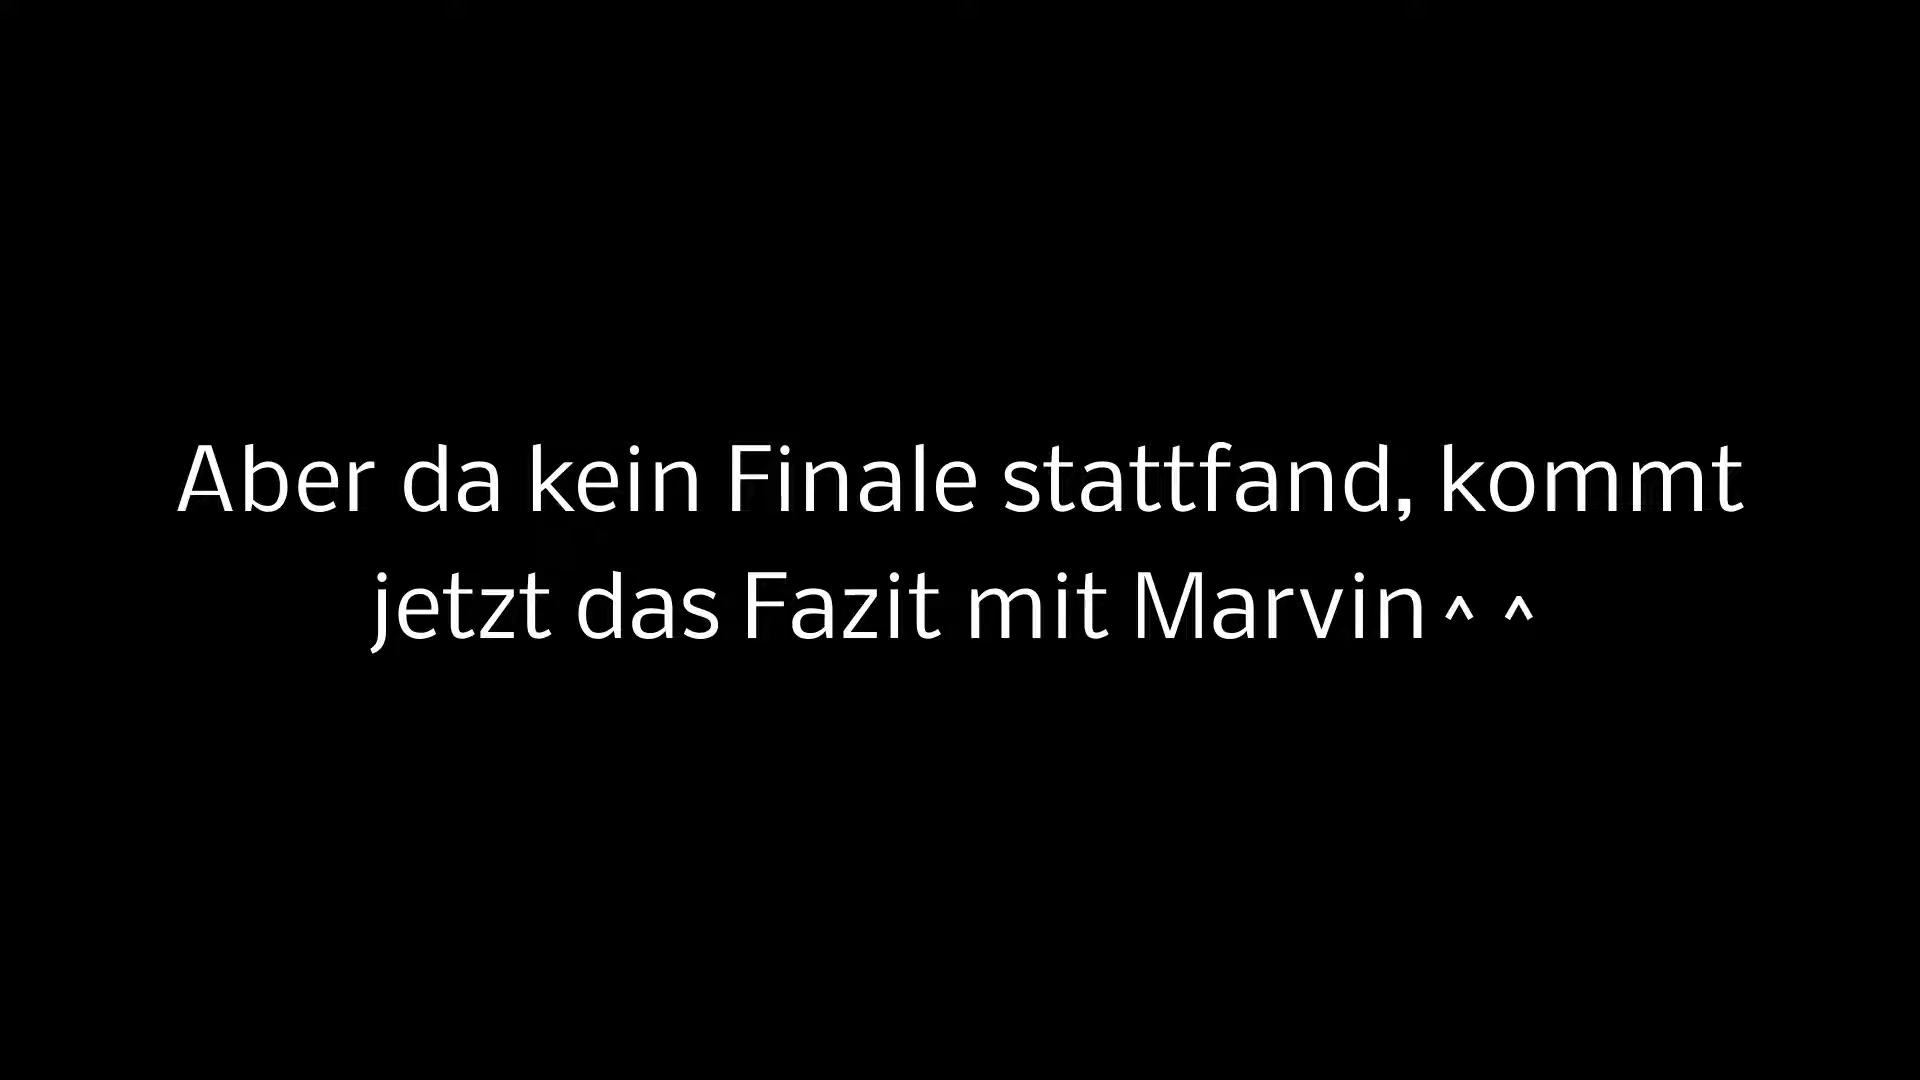 Aber da kein Finale stattfand, kommt
jetzt das Fazit mit Marvin^ ^